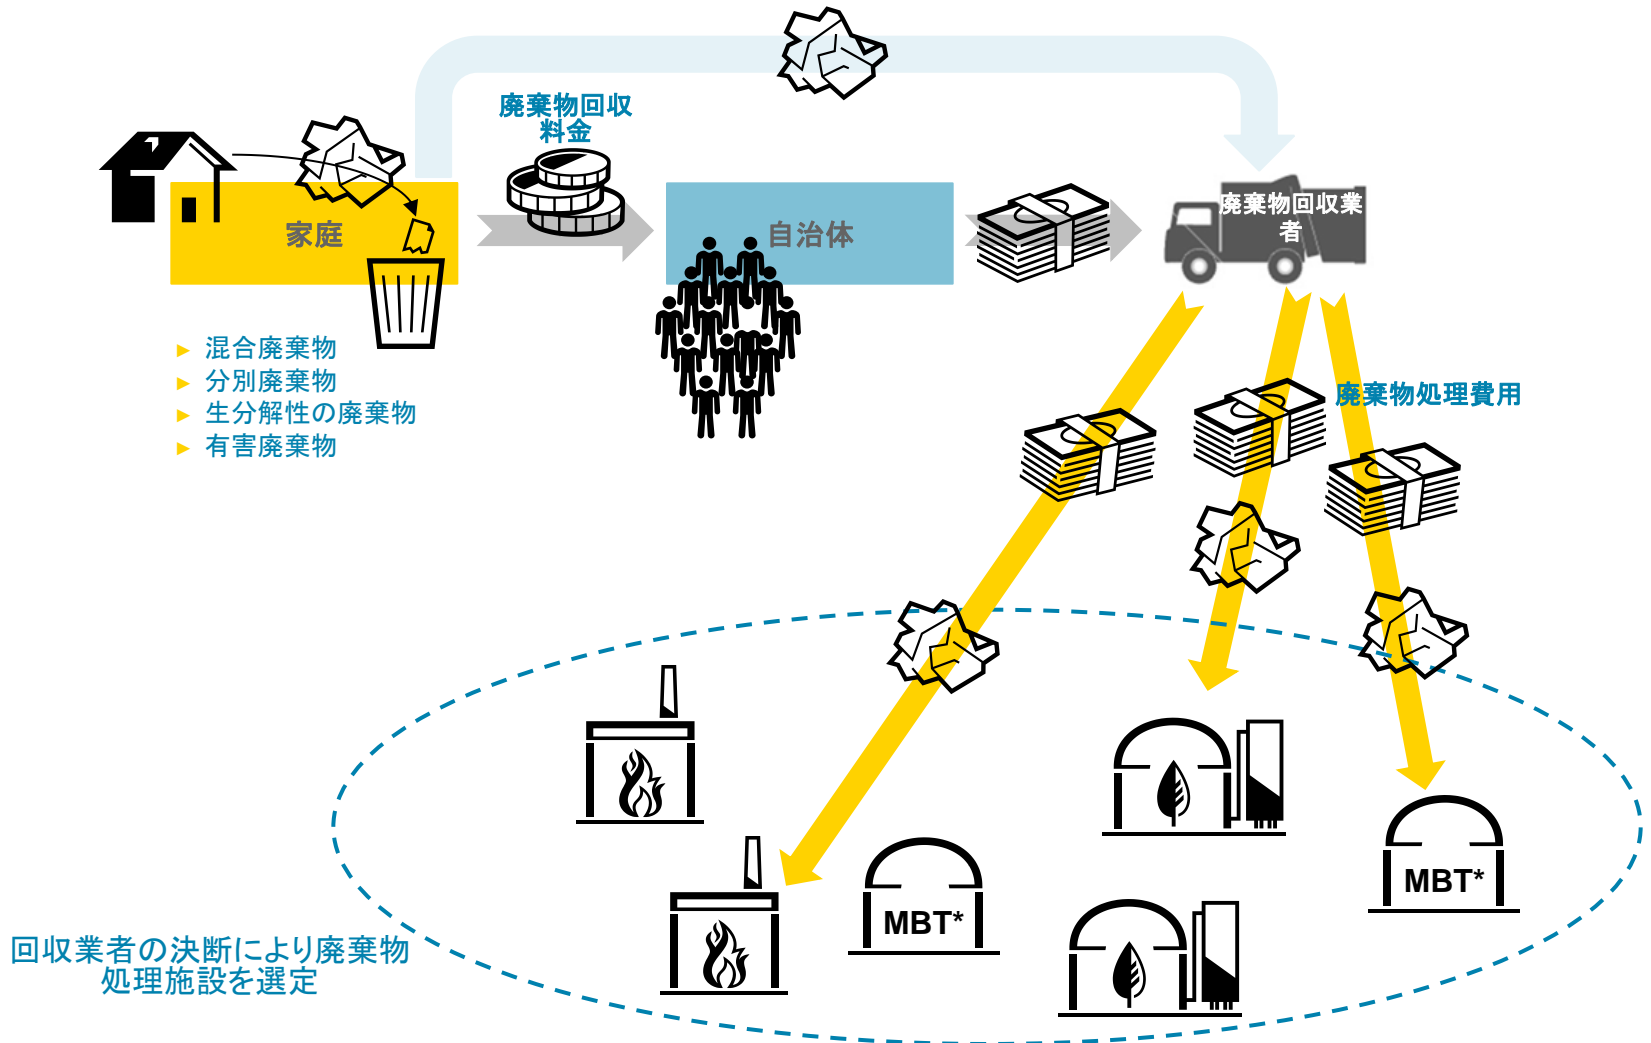 廃棄物回収
料金
家庭
自治体
廃棄物回収業
者
混合廃棄物
分別廃棄物
生分解性の廃棄物
有害廃棄物
廃棄物処理費用
MBT*
MBT*
回収業者の決断により廃棄物
処理施設を選定